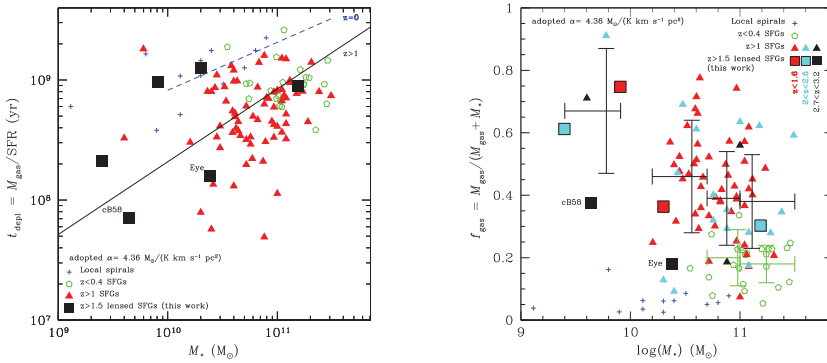 z=0
z>1
Eye
cB58
adopted α= 4.36 M⊙/(K km s⁻¹ pc²)
Local spirals
z<0.4 SFGs
z>1 SFGs
z>1.5 lensed SFGs (this work)
10⁷
10⁸
10⁹
10⁹
10¹⁰
10¹¹
t_depl = M_gas/SFR (yr)
M⋆ (M⊙)
adopted α= 4.36 M⊙/(K km s⁻¹ pc²)
Local spirals
z<0.4 SFGs
z>1 SFGs
z>1.5 lensed SFGs
(this work)
z<1.6
2<z<2.5
2.7<z<3.2
cB58
Eye
0
0.2
0.4
0.6
0.8
1
10
11
f_gas = M_gas/(M_gas+M⋆)
log(M⋆) (M⊙)